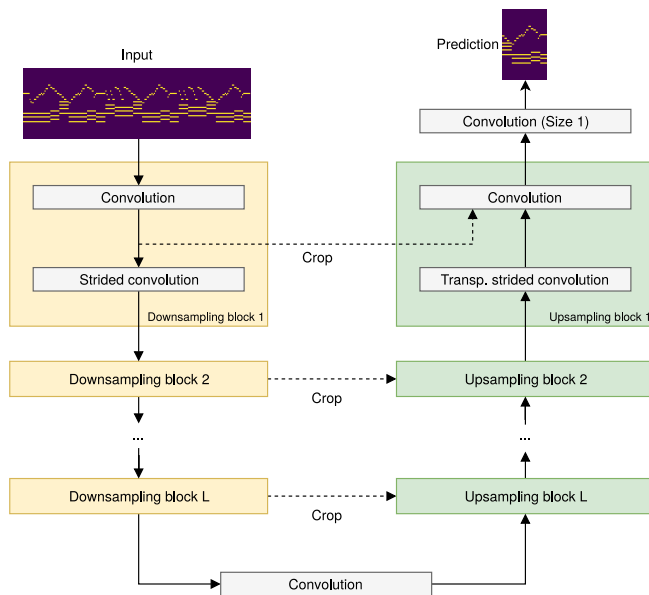 Input
Prediction
Convolution (Size 1)
Convolution
Convolution
Crop
Strided convolution
Transp. strided convolution
Downsampling block 1
Upsampling block 1
Downsampling block 2
Upsampling block 2
Crop
...
...
Downsampling block L
Upsampling block L
Crop
Convolution